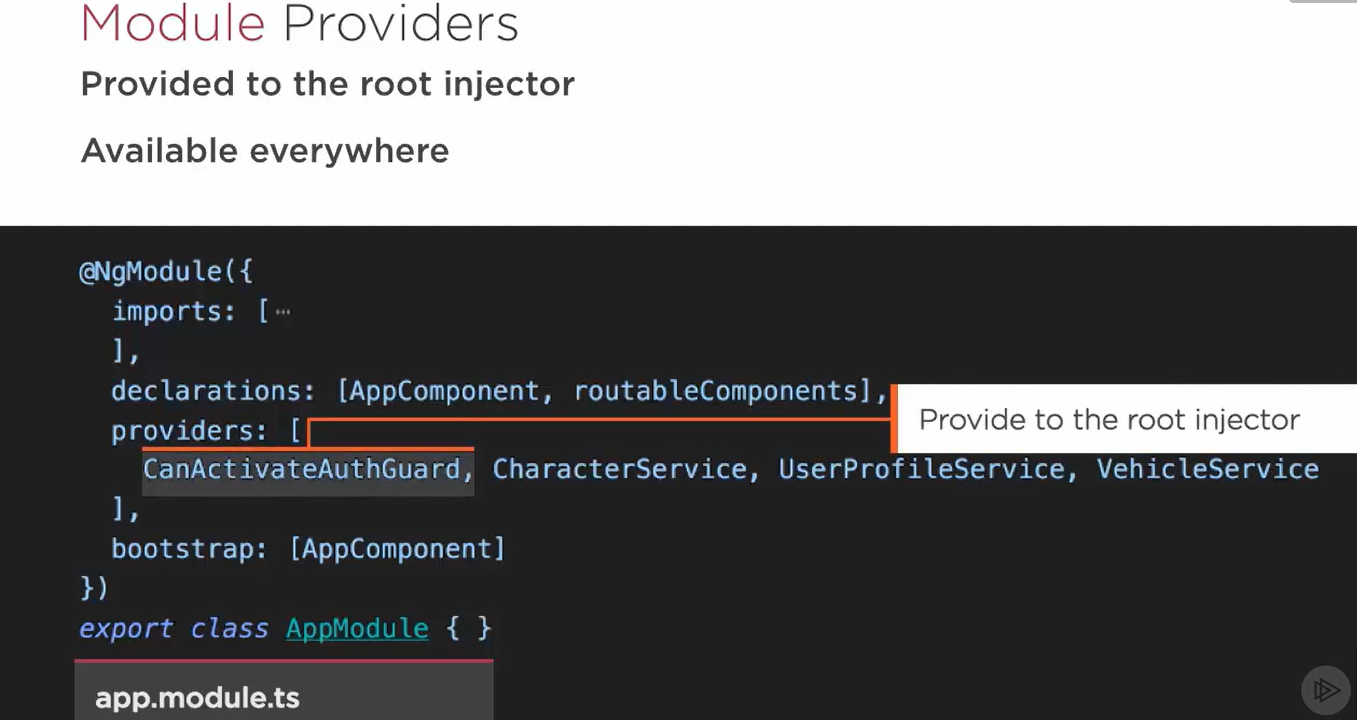 Module Providers
Provided to the root injector
Available everywhere
@NgModule({
imports: [⋯
],
declarations: [AppComponent, routableComponents],
Provide to the root injector
providers: [
CanActivateAuthGuard, CharacterService, UserProfileService, VehicleService
],
bootstrap: [AppComponent]
})
export class AppModule { }
app.module.ts